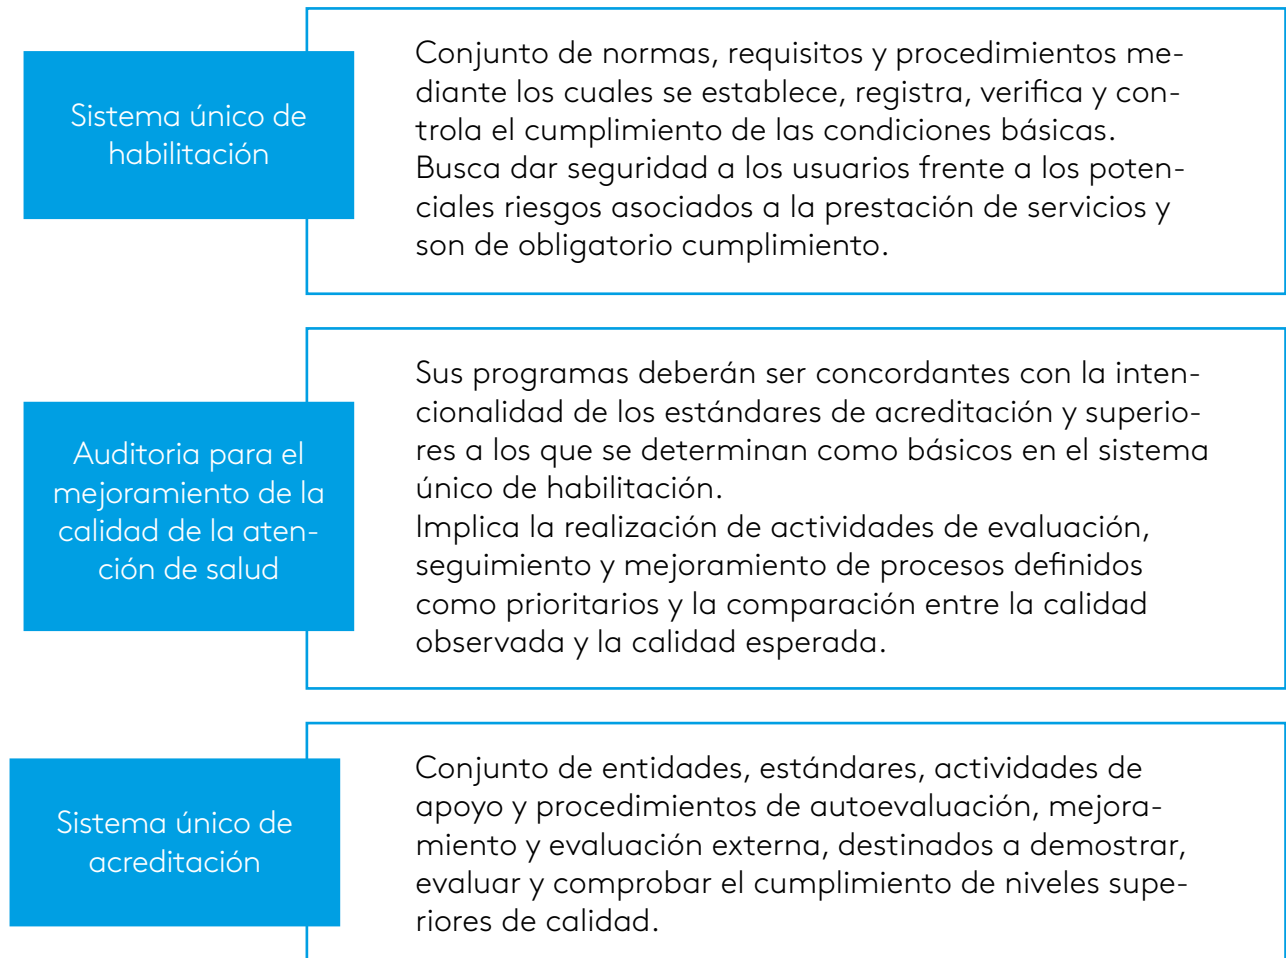 Sistema único de
habilitación
Conjunto de normas, requisitos y procedimientos me-
diante los cuales se establece, registra, verifica y con-
trola el cumplimiento de las condiciones básicas.
Busca dar seguridad a los usuarios frente a los poten-
ciales riesgos asociados a la prestación de servicios y
son de obligatorio cumplimiento.
Auditoria para el
mejoramiento de la
calidad de la aten-
ción de salud
Sus programas deberán ser concordantes con la inten-
cionalidad de los estándares de acreditación y superio-
res a los que se determinan como básicos en el sistema
único de habilitación.
Implica la realización de actividades de evaluación,
seguimiento y mejoramiento de procesos definidos
como prioritarios y la comparación entre la calidad
observada y la calidad esperada.
Sistema único de
acreditación
Conjunto de entidades, estándares, actividades de
apoyo y procedimientos de autoevaluación, mejora-
miento y evaluación externa, destinados a demostrar,
evaluar y comprobar el cumplimiento de niveles supe-
riores de calidad.